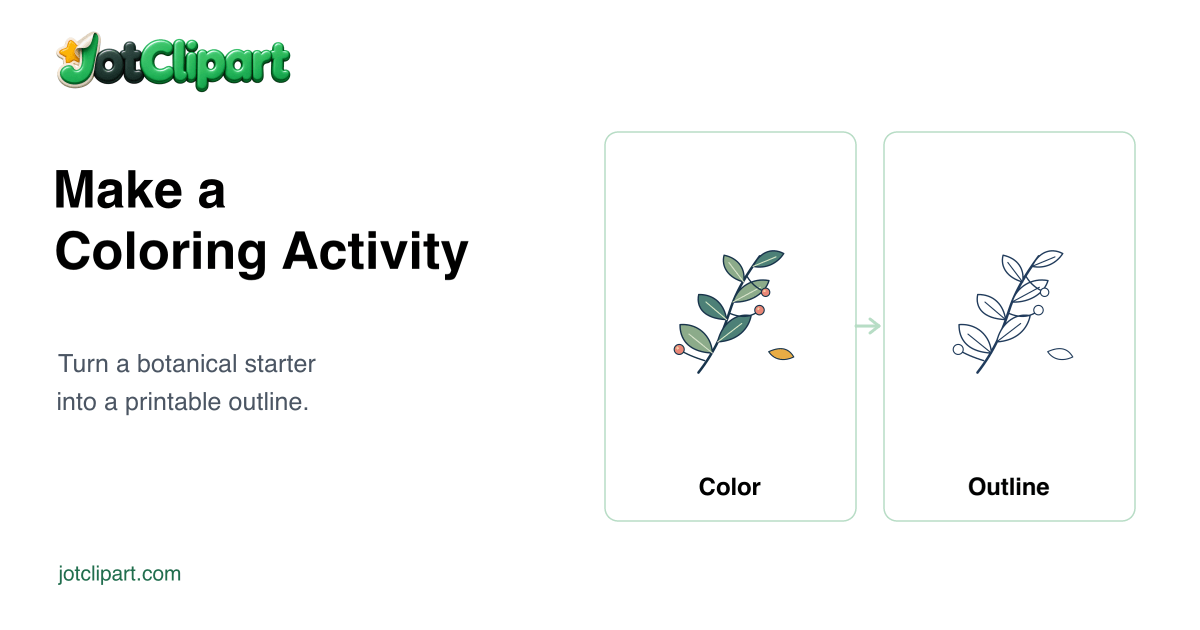 JotClipart
Make a
Coloring Activity
Turn a botanical starter
into a printable outline.
Color
Outline
jotclipart.com